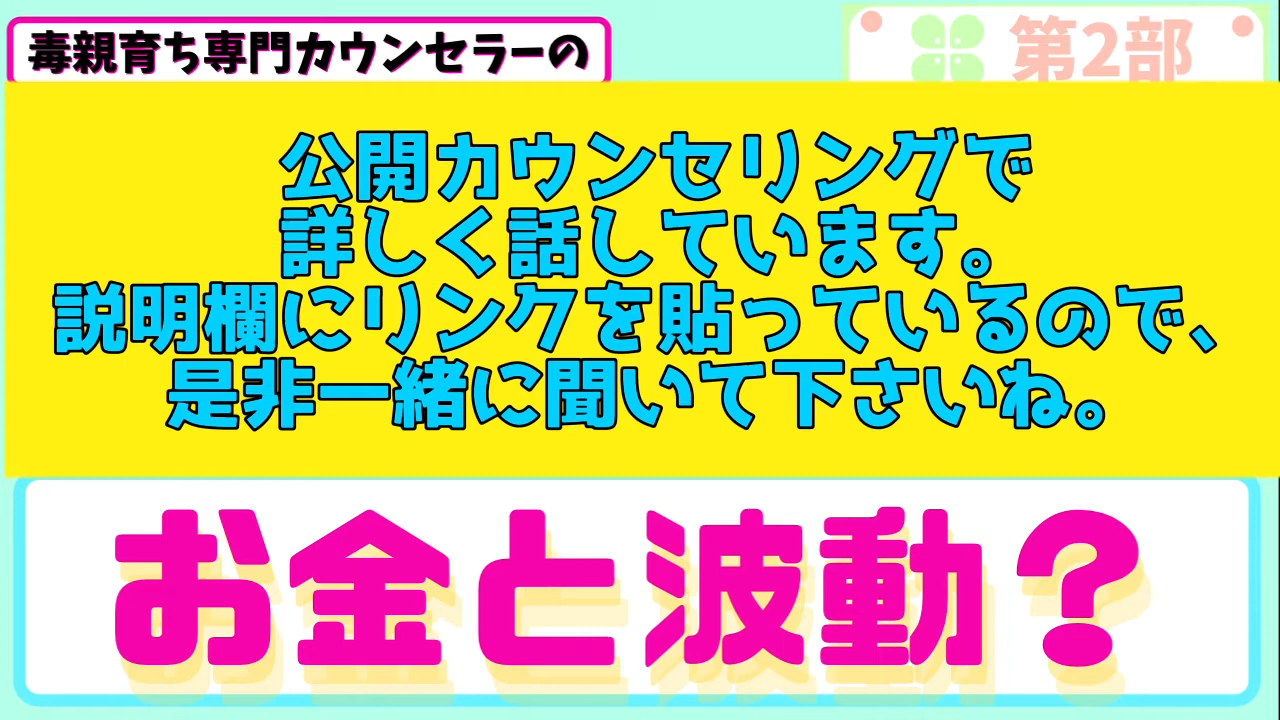 毒親育ち専門カウンセラーの
第2部
公開カウンセリングで
詳しく話しています。
説明欄にリンクを貼っているので、
是非一緒に聞いて下さいね。
お金と波動？